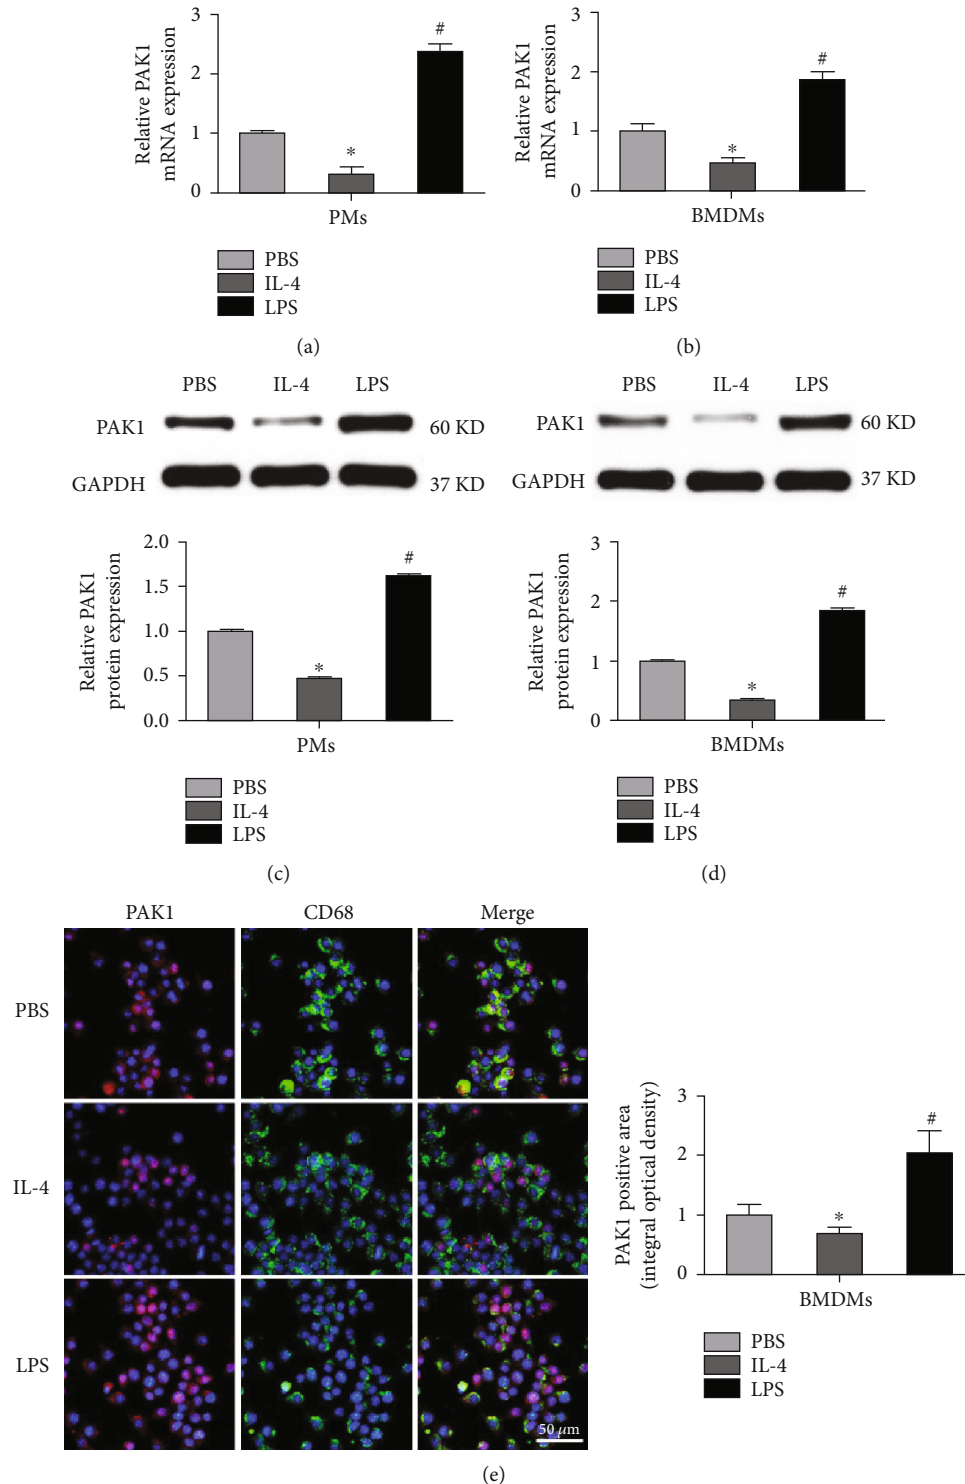 Relative PAK1
mRNA expression
3
2
1
0
*
#
PMs
PBS
IL-4
LPS
(a)
Relative PAK1
mRNA expression
3
2
1
0
*
#
BMDMs
PBS
IL-4
LPS
(b)
PBS IL-4 LPS
PAK1 60 KD
GAPDH 37 KD
Relative PAK1
protein expression
2.0
1.5
1.0
0.5
0.0
*
#
PMs
PBS
IL-4
LPS
(c)
PBS IL-4 LPS
PAK1 60 KD
GAPDH 37 KD
Relative PAK1
protein expression
3
2
1
0
*
#
BMDMs
PBS
IL-4
LPS
(d)
PAK1 CD68 Merge
PBS
IL-4
LPS
50 μm
PAK1 positive area
(integral optical density)
3
2
1
0
*
#
BMDMs
PBS
IL-4
LPS
(e)